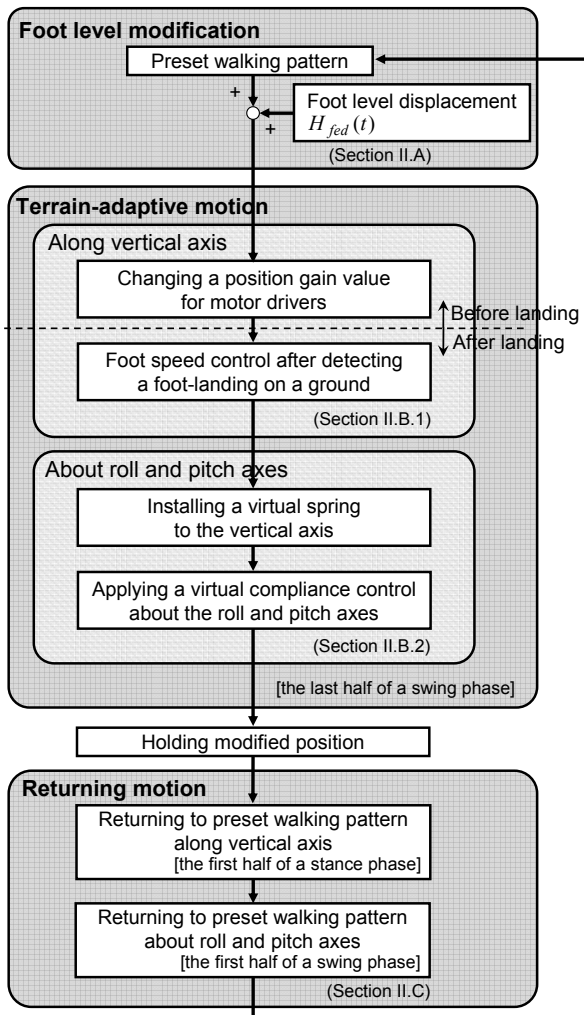 Foot level modification
Preset walking pattern
+
+
Foot level displacement
H_fed(t)
(Section II.A)
Terrain-adaptive motion
Along vertical axis
Changing a position gain value
for motor drivers
Before landing
After landing
Foot speed control after detecting
a foot-landing on a ground
(Section II.B.1)
About roll and pitch axes
Installing a virtual spring
to the vertical axis
Applying a virtual compliance control
about the roll and pitch axes
(Section II.B.2)
[the last half of a swing phase]
Holding modified position
Returning motion
Returning to preset walking pattern
along vertical axis
[the first half of a stance phase]
Returning to preset walking pattern
about roll and pitch axes
[the first half of a swing phase]
(Section II.C)